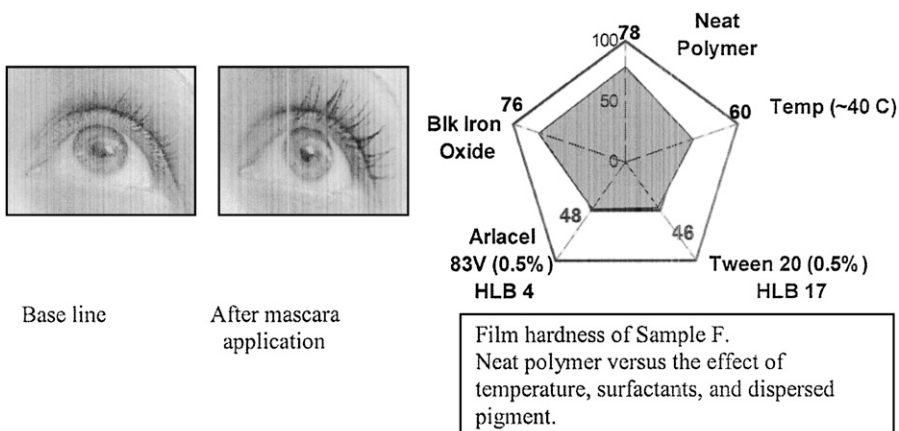 Base line
After mascara
application
100
78
Neat
Polymer
50
0
76
Blk Iron
Oxide
60
Temp (~40 C)
48
Arlacel
83V (0.5%)
HLB 4
46
Tween 20 (0.5%)
HLB 17
Film hardness of Sample F.
Neat polymer versus the effect of
temperature, surfactants, and dispersed
pigment.